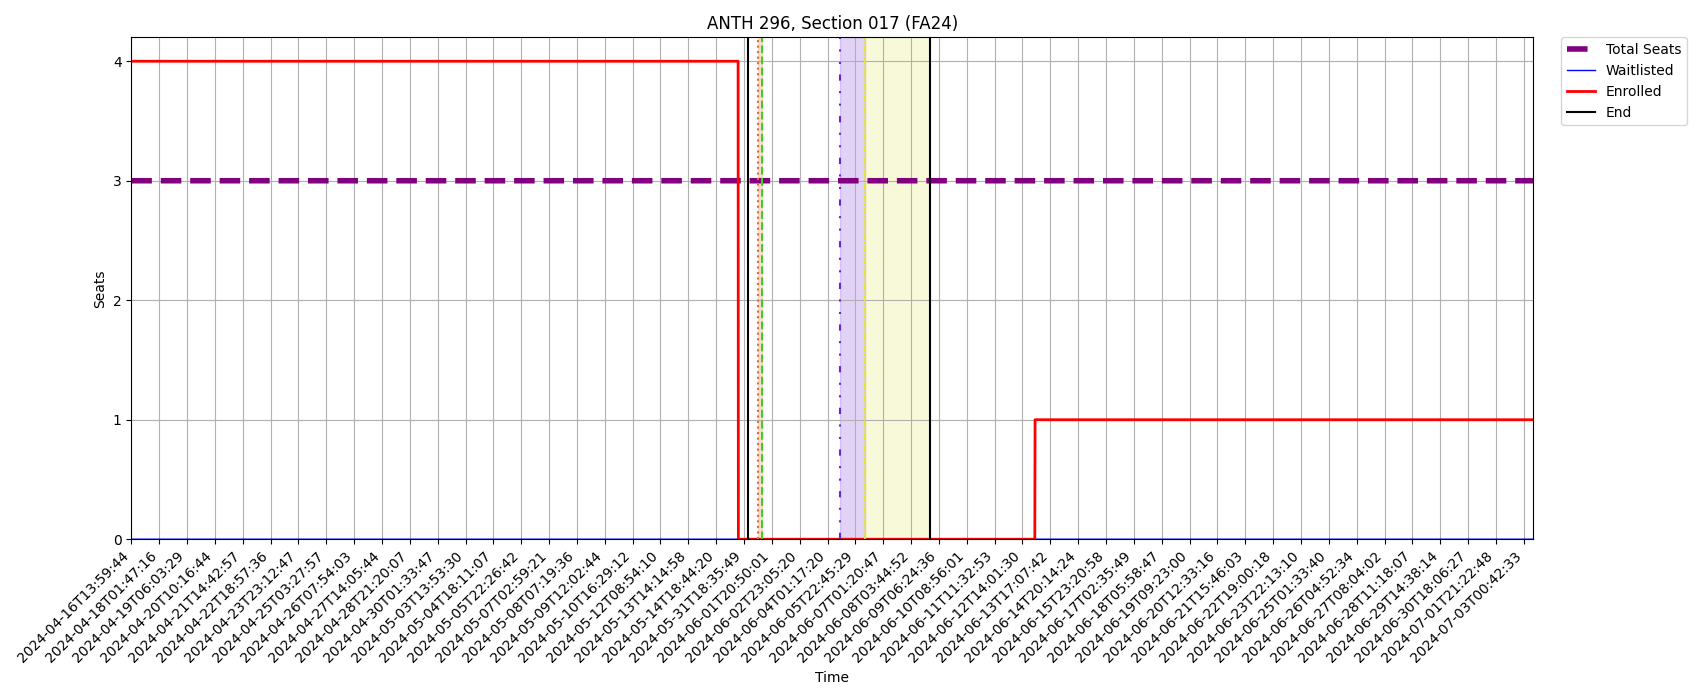 ANTH 296, Section 017 (FA24)
Total Seats
Waitlisted
Enrolled
End
Seats
4
3
2
1
0
2024-04-16T13:59:44
2024-04-18T01:47:16
2024-04-19T06:03:29
2024-04-20T10:16:44
2024-04-21T14:42:57
2024-04-22T18:57:36
2024-04-23T23:12:47
2024-04-25T03:27:57
2024-04-26T07:54:03
2024-04-27T14:05:44
2024-04-28T21:20:07
2024-04-30T01:33:47
2024-05-03T03:53:30
2024-05-04T18:11:07
2024-05-05T22:26:42
2024-05-07T02:59:21
2024-05-08T07:19:36
2024-05-09T12:02:44
2024-05-10T16:29:12
2024-05-12T08:54:10
2024-05-13T14:14:58
2024-05-14T18:44:20
2024-05-31T18:35:49
2024-06-01T20:50:01
2024-06-02T23:05:20
2024-06-04T01:17:20
2024-06-05T22:45:29
2024-06-07T01:20:47
2024-06-08T03:44:52
2024-06-09T06:24:36
2024-06-10T08:56:01
2024-06-11T11:32:53
2024-06-12T14:01:30
2024-06-13T17:07:42
2024-06-14T20:14:24
2024-06-15T23:20:58
2024-06-17T02:35:49
2024-06-18T05:58:47
2024-06-19T09:23:00
2024-06-20T12:33:16
2024-06-21T15:46:03
2024-06-22T19:00:18
2024-06-23T22:13:10
2024-06-25T01:33:40
2024-06-26T04:52:34
2024-06-27T08:04:02
2024-06-28T11:18:07
2024-06-29T14:38:14
2024-06-30T18:06:27
2024-07-01T21:22:48
2024-07-03T00:42:33
Time